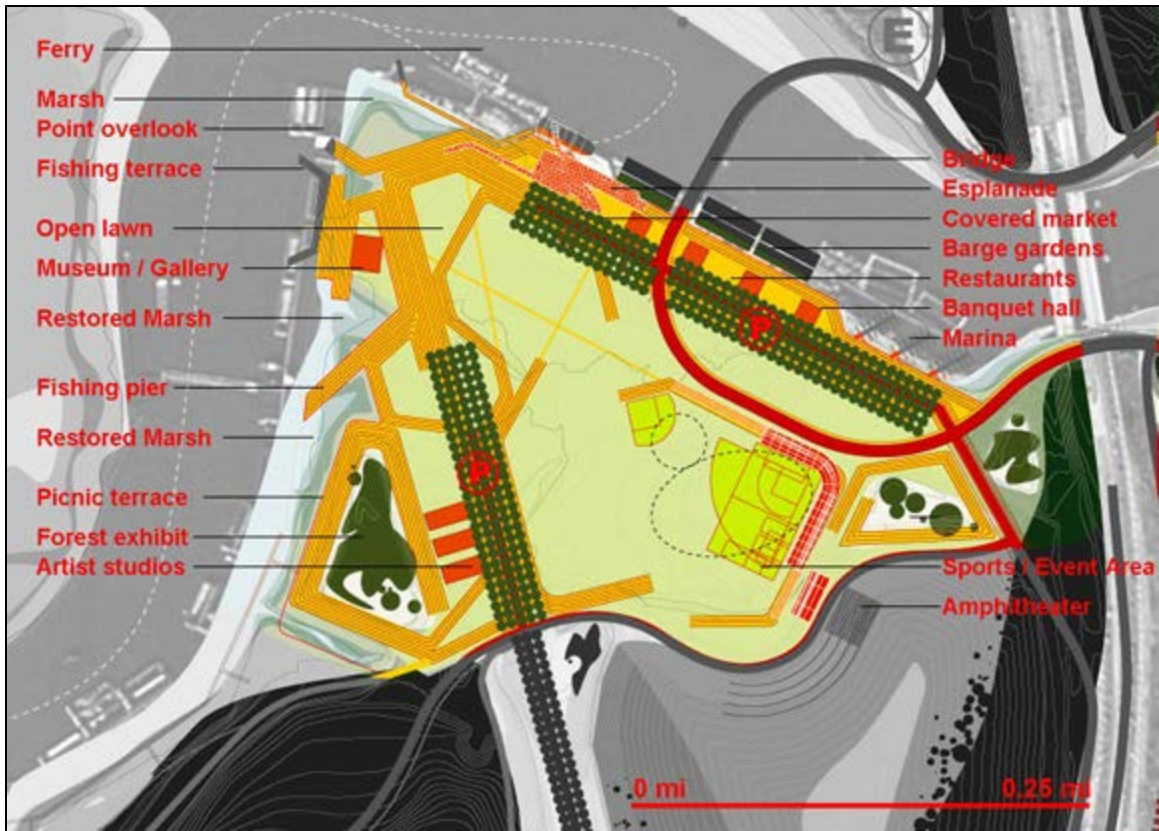 E
Ferry
Marsh
Point overlook
Fishing terrace
Open lawn
Museum / Gallery
Restored Marsh
Fishing pier
Restored Marsh
Picnic terrace
Forest exhibit
Artist studios
Bridge
Esplanade
Covered market
Barge gardens
Restaurants
Banquet hall
Marina
Sports / Event Area
Amphitheater
P
P
0 mi
0.25 mi